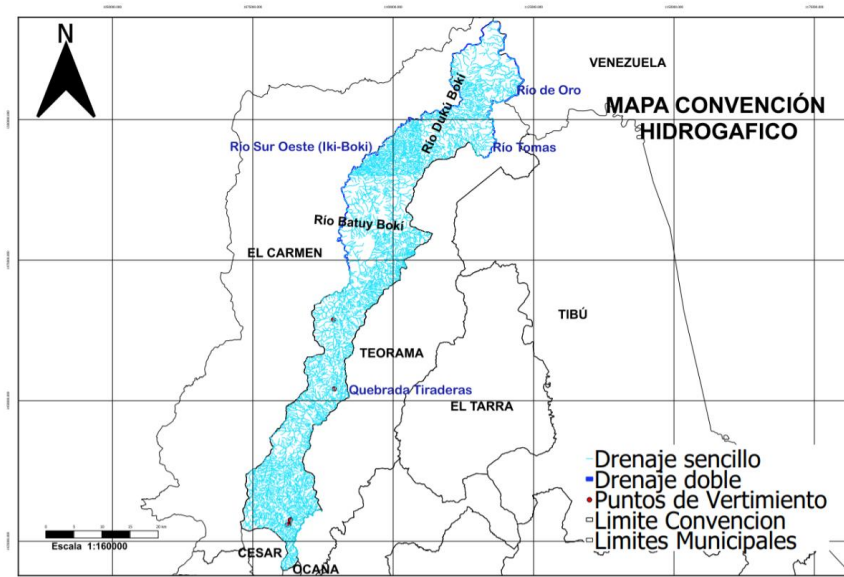 N
VENEZUELA
Río de Oro
MAPA CONVENCIÓN
HIDROGAFICO
Río Dukú Bokí
Río Sur Oeste (Iki-Boki)
Río Tomas
Río Batuy Bokí
EL CARMEN
TIBÚ
TEORAMA
Quebrada Tiraderas
EL TARRA
Drenaje sencillo
Drenaje doble
Puntos de Vertimiento
Limite Convencion
Limites Municipales
Escala 1:160000
CESAR
OCAÑA